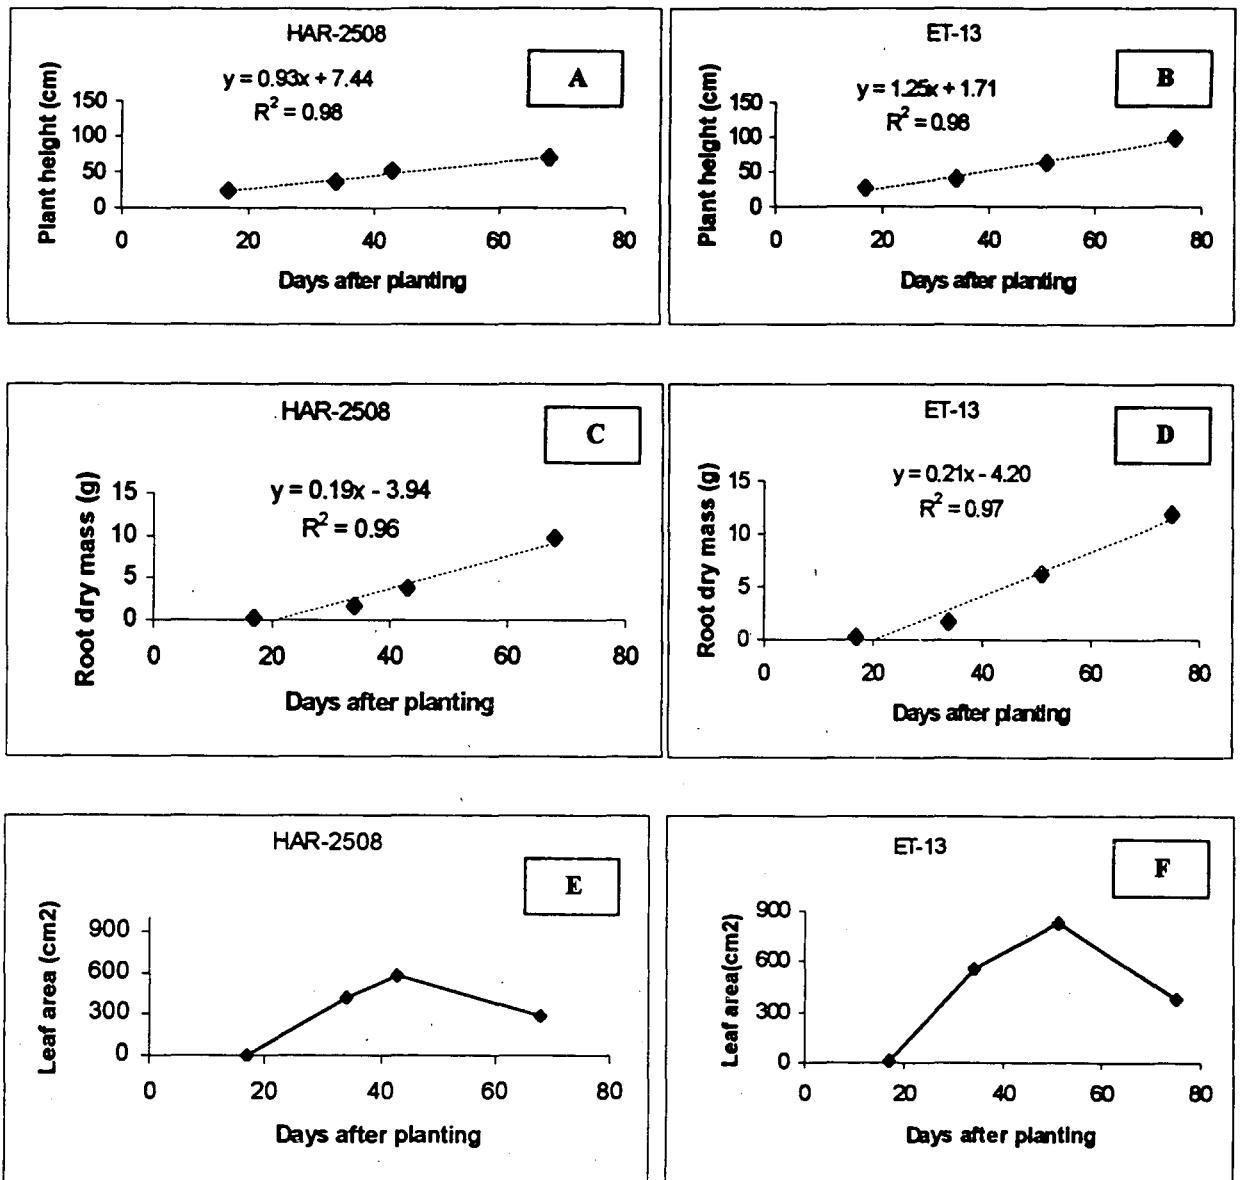 HAR-2508
A
y = 0.93x + 7.44
R² = 0.98
Plant height (cm)
150
100
50
0
0 20 40 60 80
Days after planting
ET-13
B
y = 1.25x + 1.71
R² = 0.98
Plant height (cm)
150
100
50
0
0 20 40 60 80
Days after planting
HAR-2508
C
y = 0.19x - 3.94
R² = 0.96
Root dry mass (g)
15
10
5
0
0 20 40 60 80
Days after planting
ET-13
D
y = 0.21x - 4.20
R² = 0.97
Root dry mass (g)
15
10
5
0
0 20 40 60 80
Days after planting
HAR-2508
E
Leaf area (cm2)
900
600
300
0
0 20 40 60 80
Days after planting
ET-13
F
Leaf area(cm2)
900
600
300
0
0 20 40 60 80
Days after planting